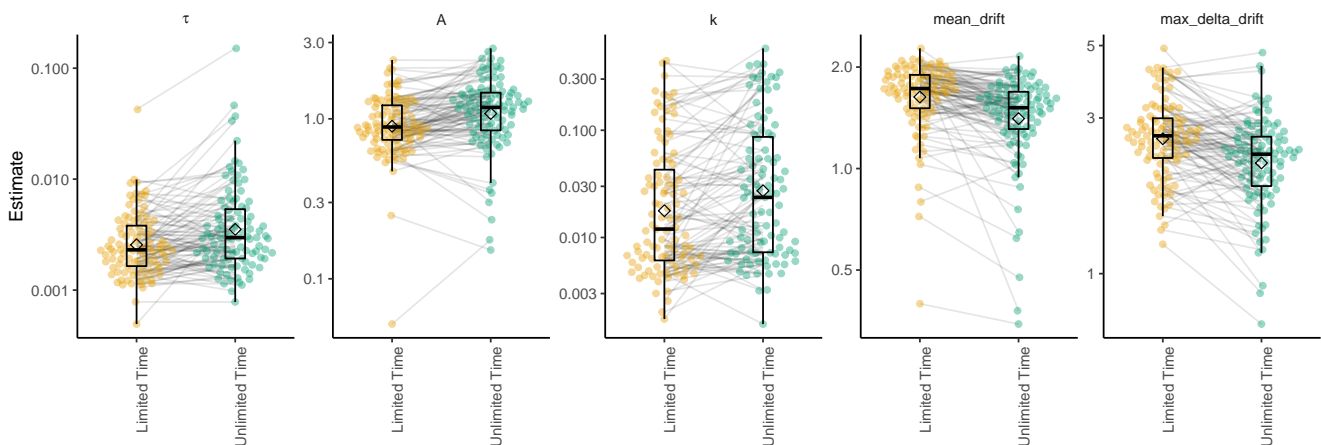 τ
A
k
mean_drift
max_delta_drift
Estimate
0.100
0.010
0.001
3.0
1.0
0.3
0.1
0.300
0.100
0.030
0.010
0.003
2.0
1.0
0.5
5
3
1
Limited Time
Unlimited Time
Limited Time
Unlimited Time
Limited Time
Unlimited Time
Limited Time
Unlimited Time
Limited Time
Unlimited Time